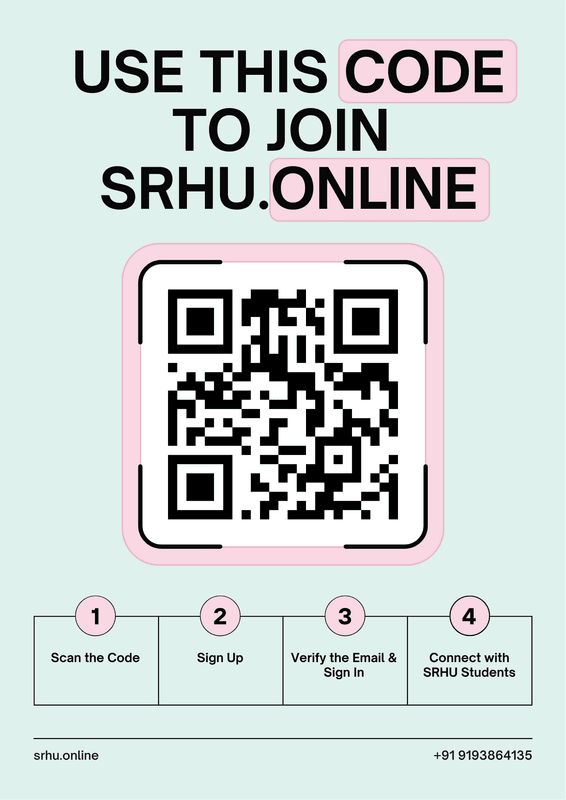 USE THIS CODE
TO JOIN
SRHU.ONLINE
1
Scan the Code
2
Sign Up
3
Verify the Email &
Sign In
4
Connect with
SRHU Students
srhu.online
+91 9193864135